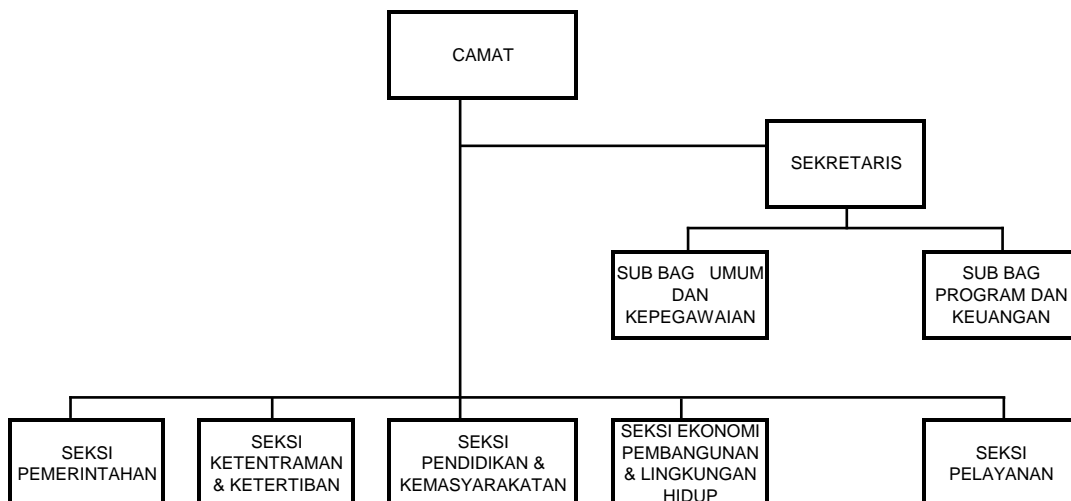 CAMAT
SEKRETARIS
SUB BAG UMUM
DAN
KEPEGAWAIAN
SUB BAG
PROGRAM DAN
KEUANGAN
SEKSI
PEMERINTAHAN
SEKSI
KETENTRAMAN
& KETERTIBAN
SEKSI
PENDIDIKAN &
KEMASYARAKATAN
SEKSI EKONOMI
PEMBANGUNAN
& LINGKUNGAN
HIDUP
SEKSI
PELAYANAN